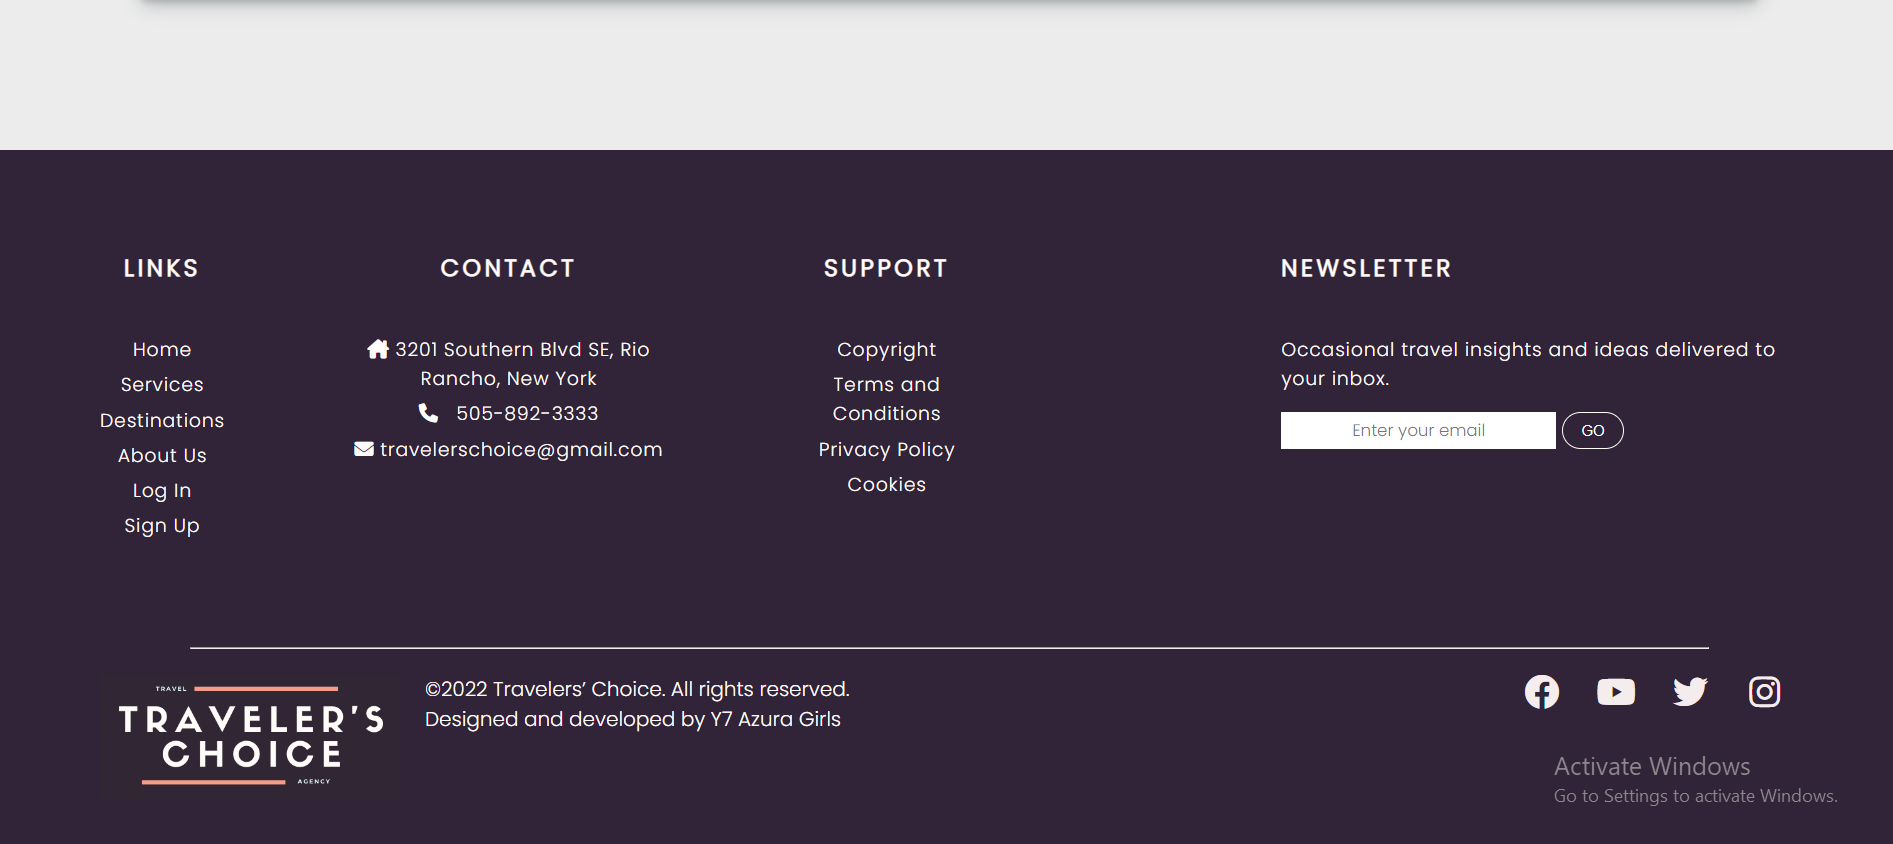 LINKS
Home
Services
Destinations
About Us
Log In
Sign Up
CONTACT
3201 Southern Blvd SE, Rio
Rancho, New York
505-892-3333
travelerschoice@gmail.com
SUPPORT
Copyright
Terms and
Conditions
Privacy Policy
Cookies
NEWSLETTER
Occasional travel insights and ideas delivered to
your inbox.
Enter your email
GO
TRAVEL
TRAVELER'S
CHOICE
AGENCY
©2022 Travelers’ Choice. All rights reserved.
Designed and developed by Y7 Azura Girls
Activate Windows
Go to Settings to activate Windows.